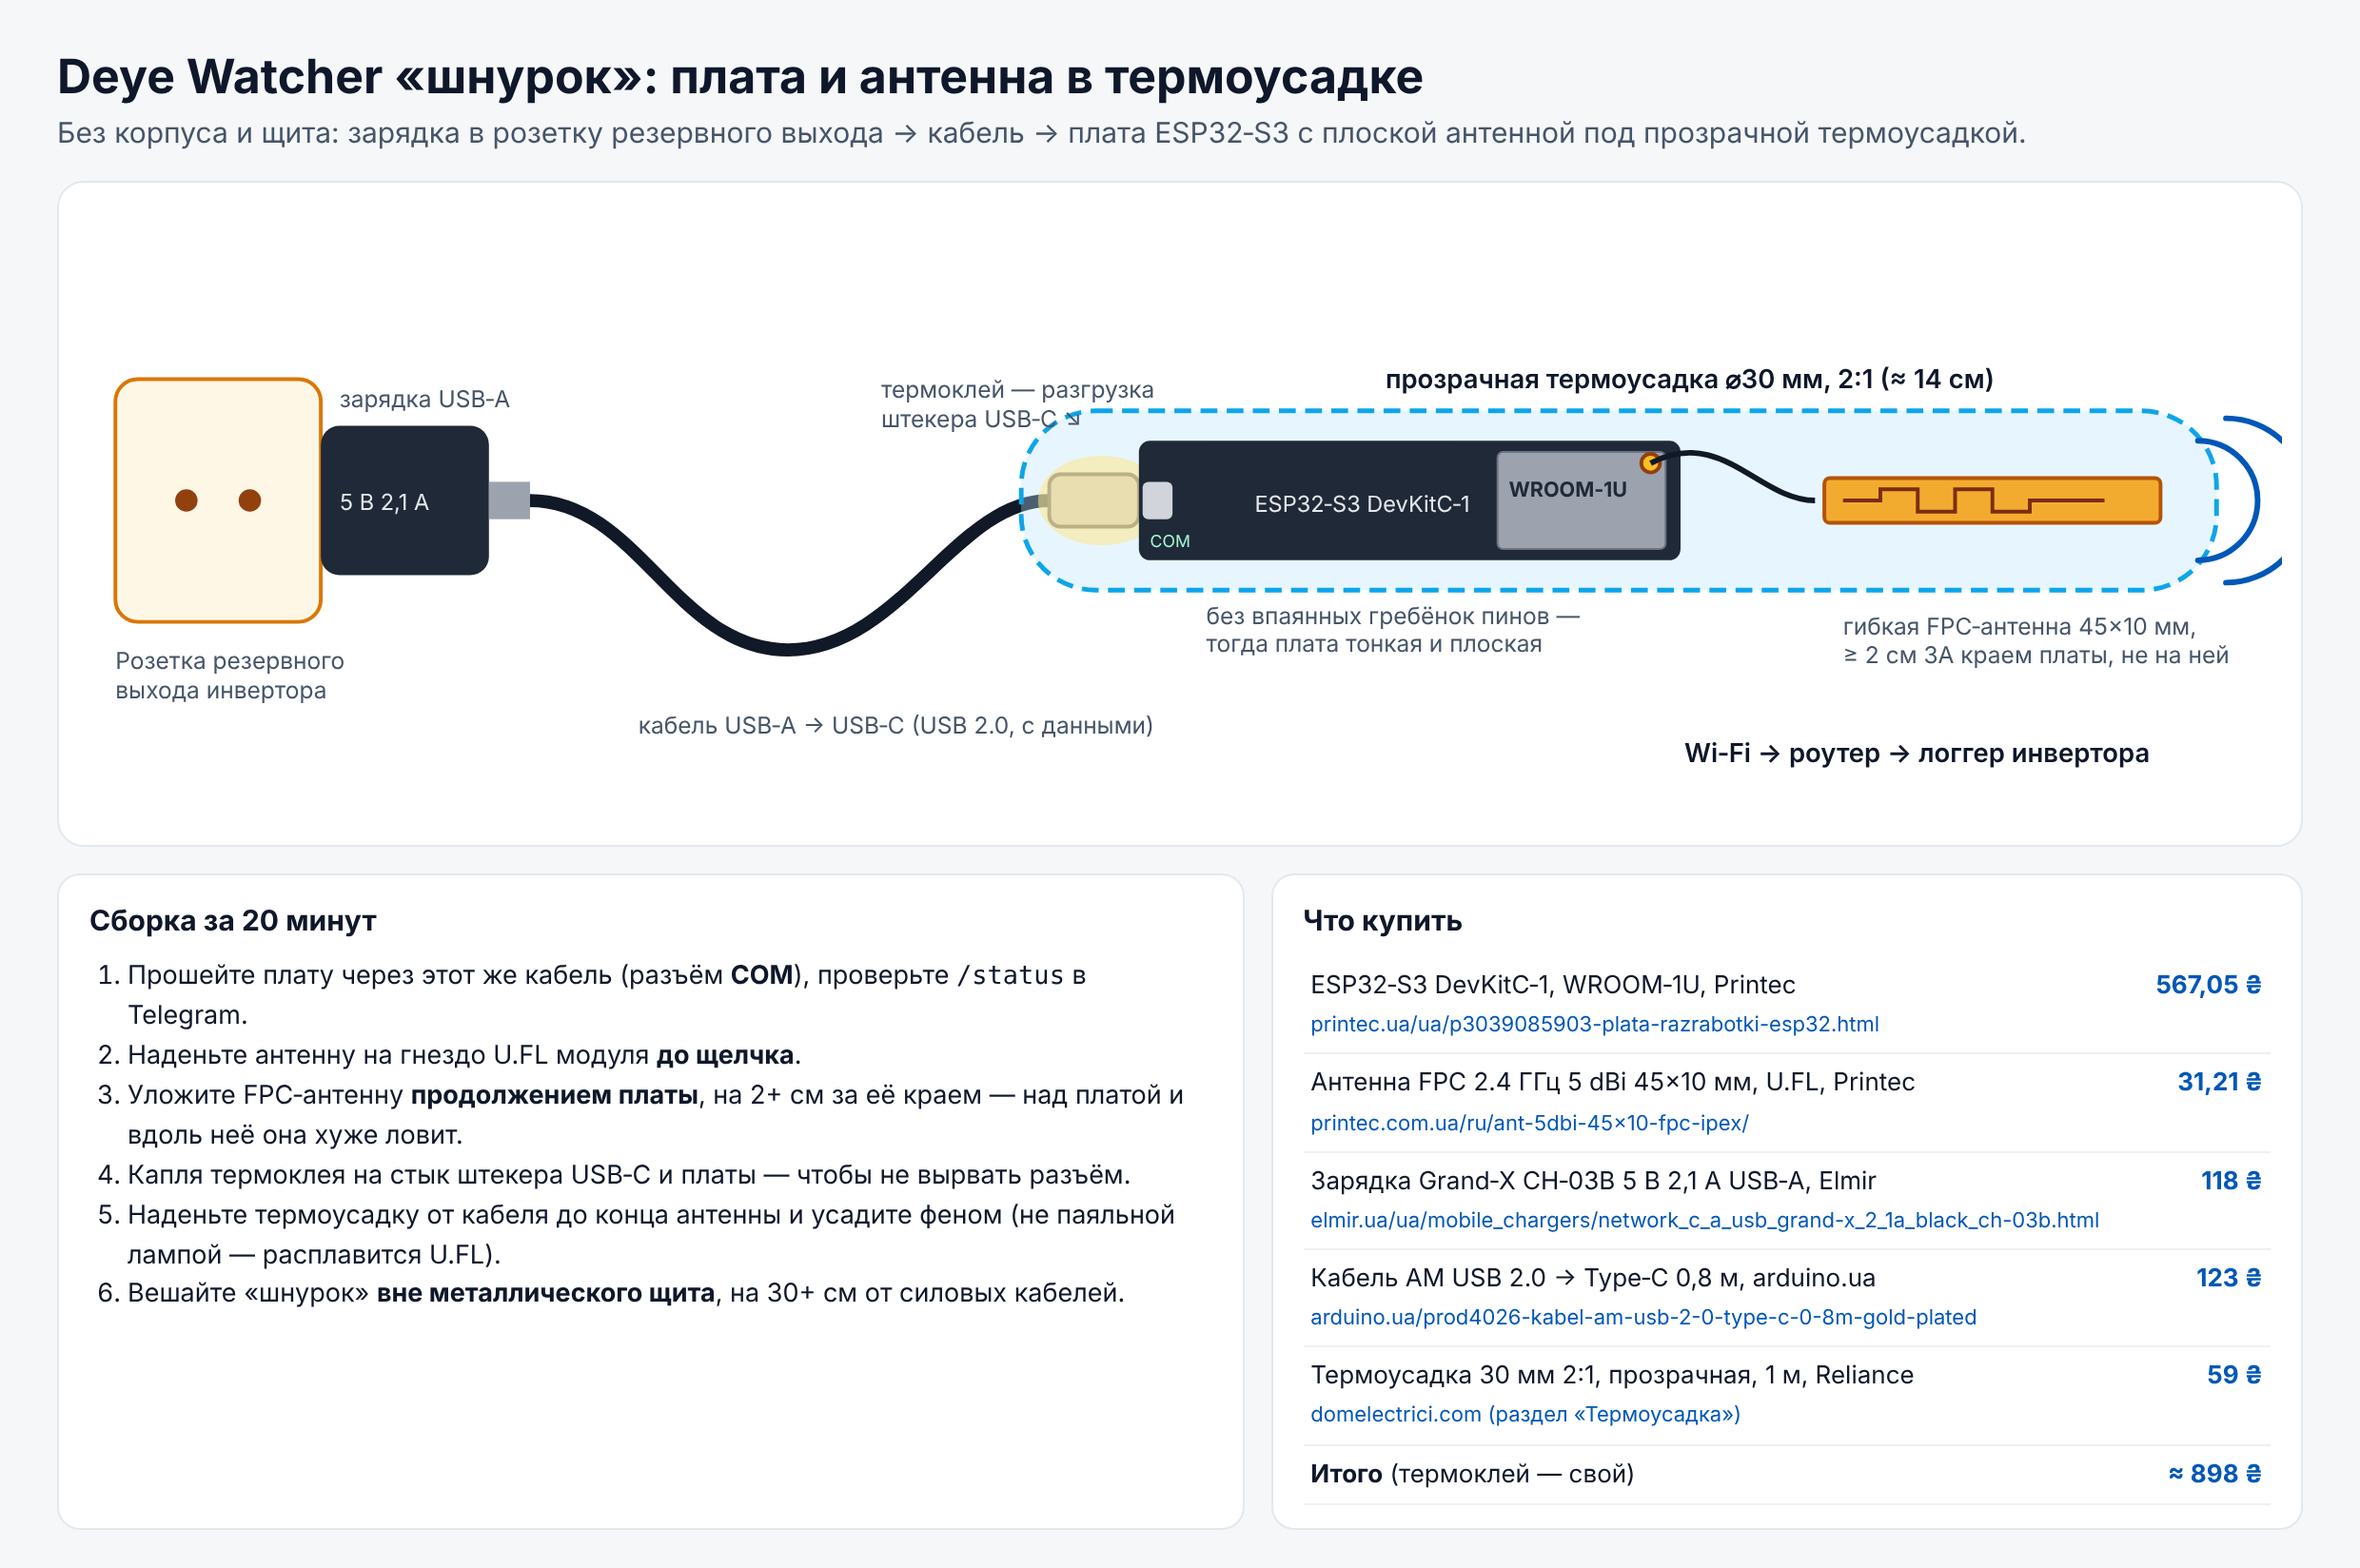 Deye Watcher «шнурок»: плата и антенна в термоусадке
Без корпуса и щита: зарядка в розетку резервного выхода → кабель → плата ESP32-S3 с плоской антенной под прозрачной термоусадкой.
зарядка USB-A
5 В 2,1 А
Розетка резервного
выхода инвертора
кабель USB-A → USB-C (USB 2.0, с данными)
термоклей — разгрузка
штекера USB-C ↘
прозрачная термоусадка ⌀30 мм, 2:1 (≈ 14 см)
COM
ESP32-S3 DevKitC-1
WROOM-1U
без впаянных гребёнок пинов —
тогда плата тонкая и плоская
гибкая FPC-антенна 45×10 мм,
≥ 2 см ЗА краем платы, не на ней
Wi-Fi → роутер → логгер инвертора
Сборка за 20 минут
1. Прошейте плату через этот же кабель (разъём COM), проверьте /status в
Telegram.
2. Наденьте антенну на гнездо U.FL модуля до щелчка.
3. Уложите FPC-антенну продолжением платы, на 2+ см за её краем — над платой и
вдоль неё она хуже ловит.
4. Капля термоклея на стык штекера USB-C и платы — чтобы не вырвать разъём.
5. Наденьте термоусадку от кабеля до конца антенны и усадите феном (не паяльной
лампой — расплавится U.FL).
6. Вешайте «шнурок» вне металлического щита, на 30+ см от силовых кабелей.
Что купить
ESP32-S3 DevKitC-1, WROOM-1U, Printec 567,05 ₴
printec.ua/ua/p3039085903-plata-razrabotki-esp32.html
Антенна FPC 2.4 ГГц 5 dBi 45×10 мм, U.FL, Printec 31,21 ₴
printec.com.ua/ru/ant-5dbi-45×10-fpc-ipex/
Зарядка Grand-X CH-03B 5 В 2,1 А USB-A, Elmir 118 ₴
elmir.ua/ua/mobile_chargers/network_c_a_usb_grand-x_2_1a_black_ch-03b.html
Кабель AM USB 2.0 → Type-C 0,8 м, arduino.ua 123 ₴
arduino.ua/prod4026-kabel-am-usb-2-0-type-c-0-8m-gold-plated
Термоусадка 30 мм 2:1, прозрачная, 1 м, Reliance 59 ₴
domelectrici.com (раздел «Термоусадка»)
Итого (термоклей — свой) ≈ 898 ₴